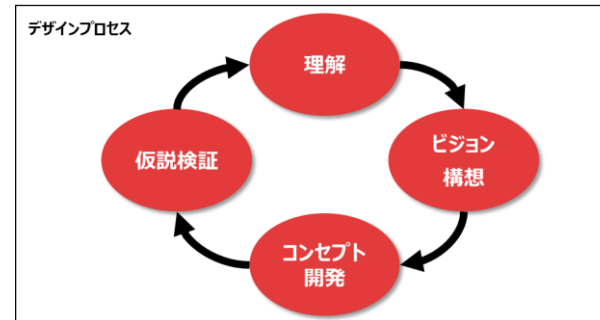 デザインプロセス
理解
ビジョン
構想
コンセプト
開発
仮説検証